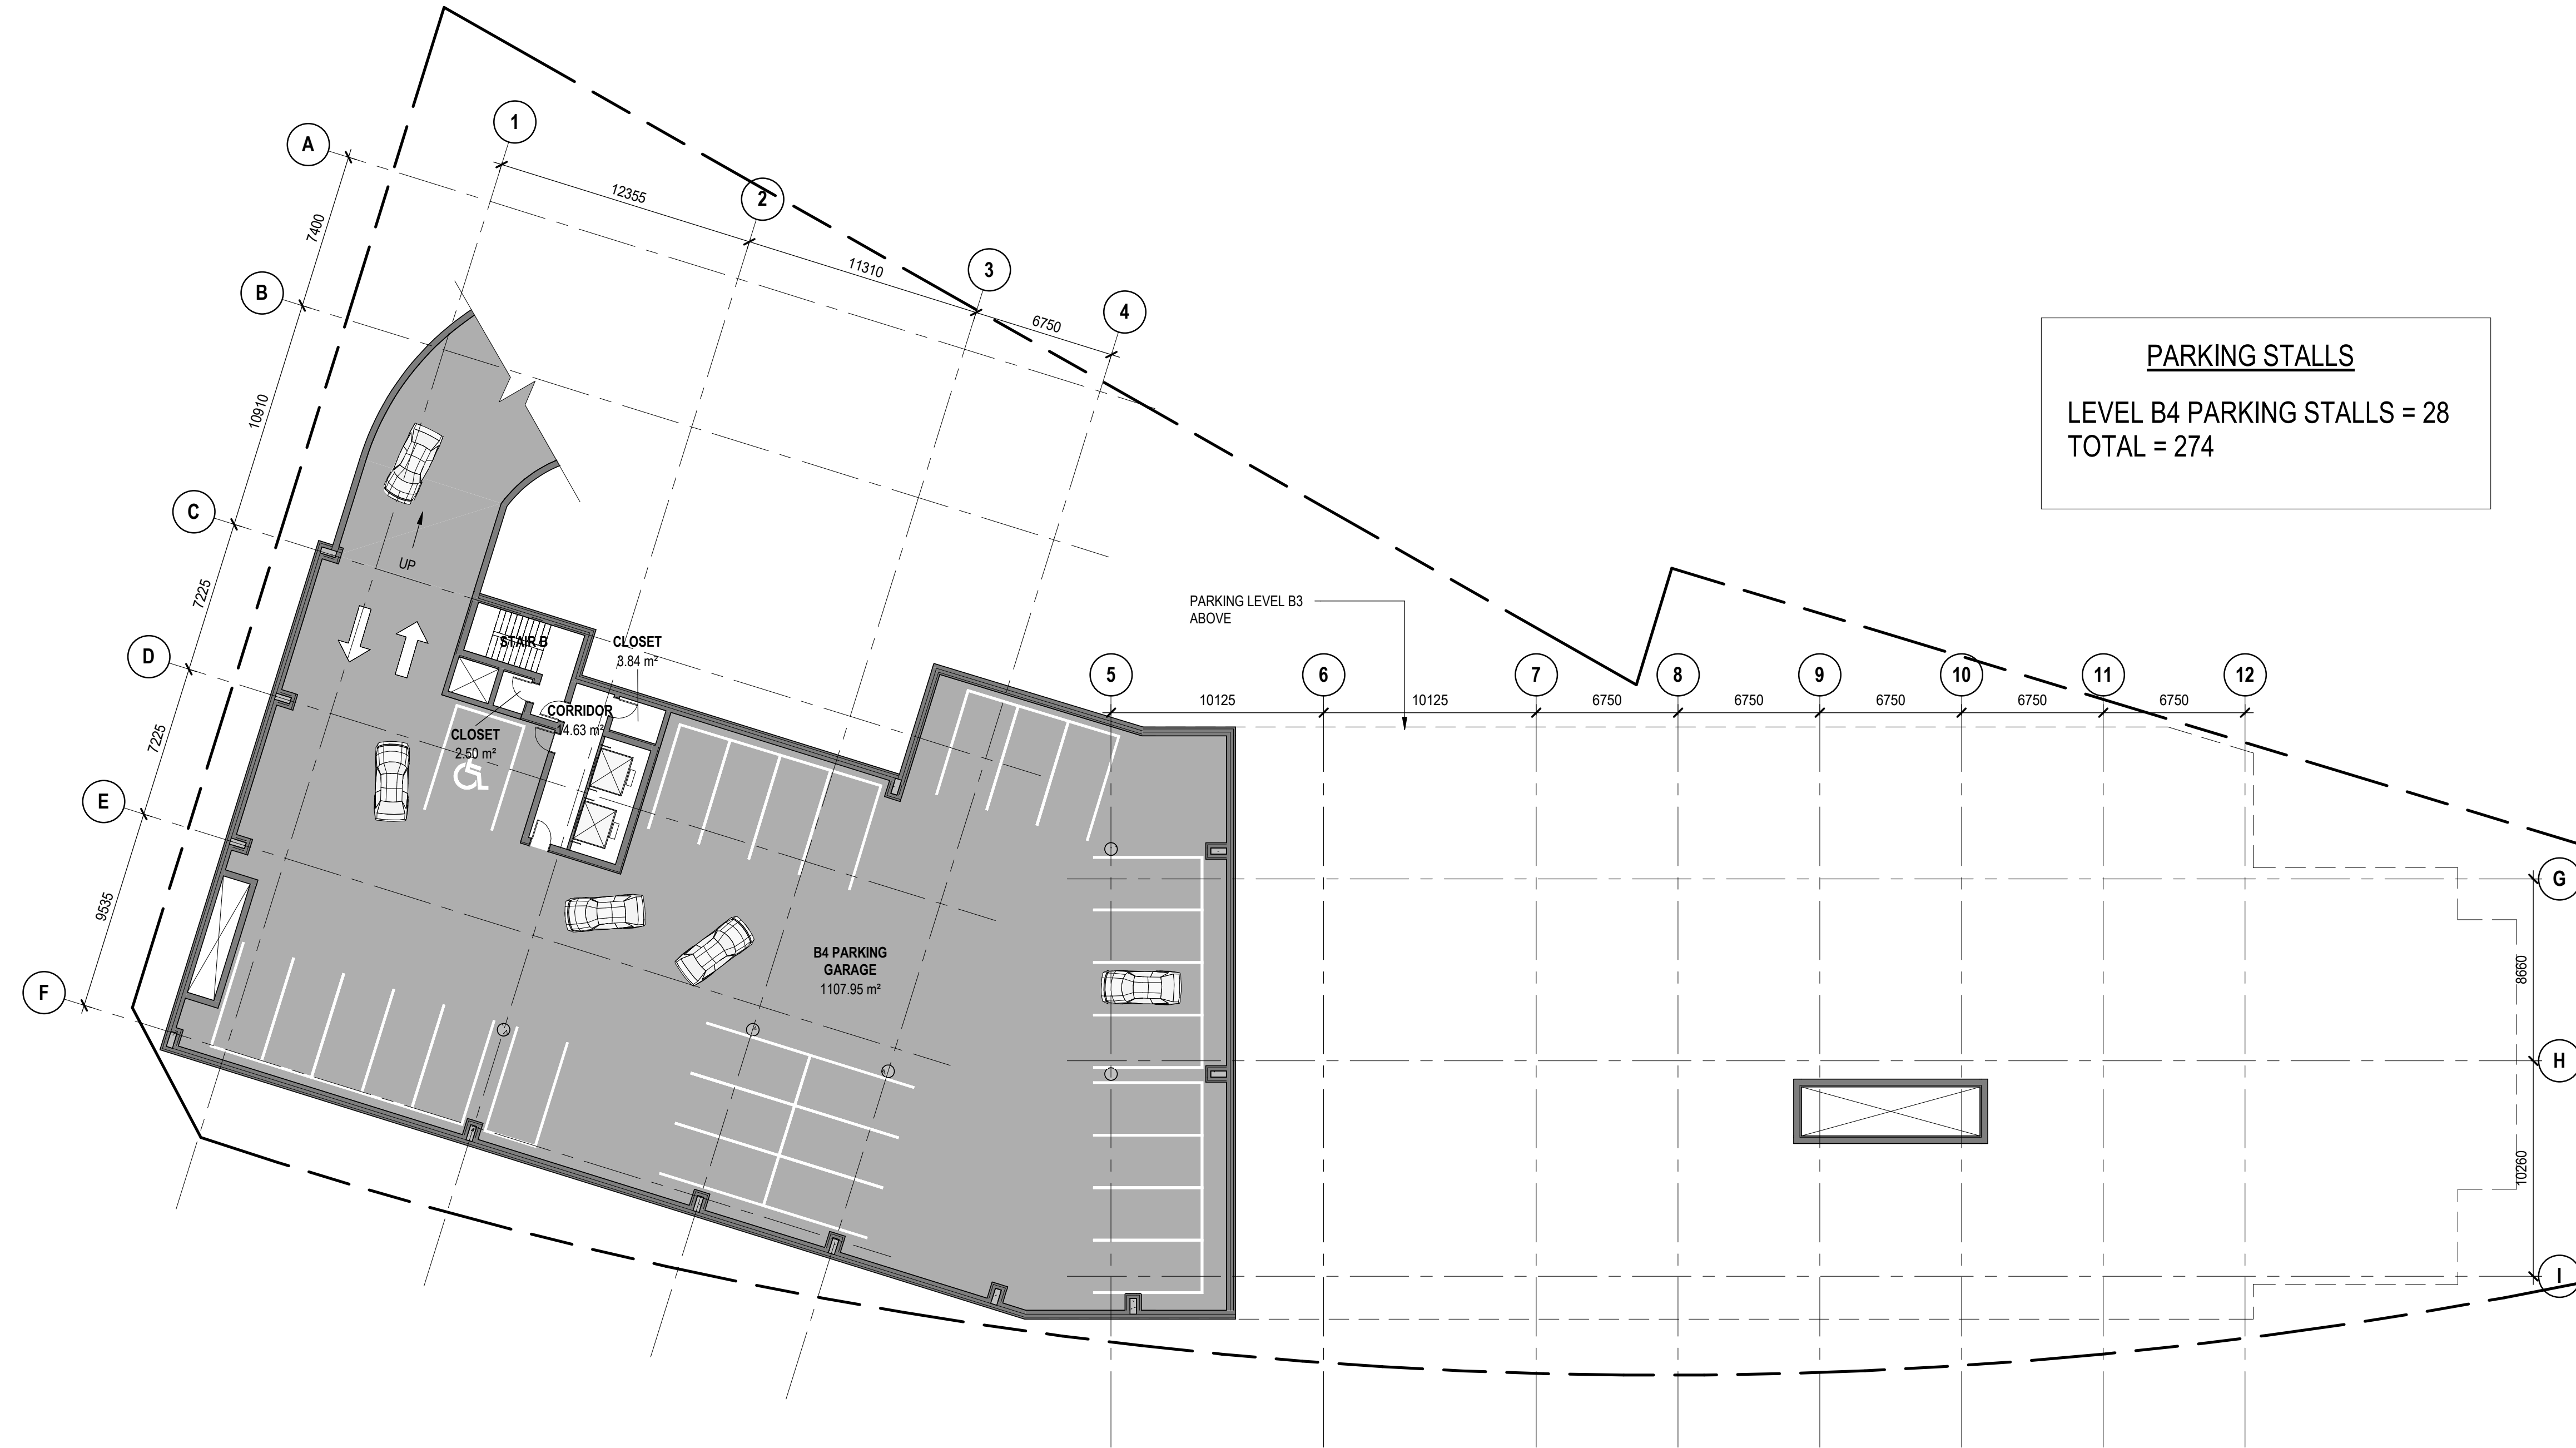 1
A
2
12355
7400
3
11310
B
4
6750
PARKING STALLS
LEVEL B4 PARKING STALLS = 28
TOTAL = 274
10910
C
UP
7225
PARKING LEVEL B3
ABOVE
STAIR B
CLOSET
3.84 m²
D
5
6
7
8
9
10
11
12
10125
10125
6750
6750
6750
6750
6750
CORRIDOR
14.63 m²
CLOSET
2.50 m²
7225
E
G
9535
B4 PARKING
GARAGE
1107.95 m²
8660
F
H
10260
I